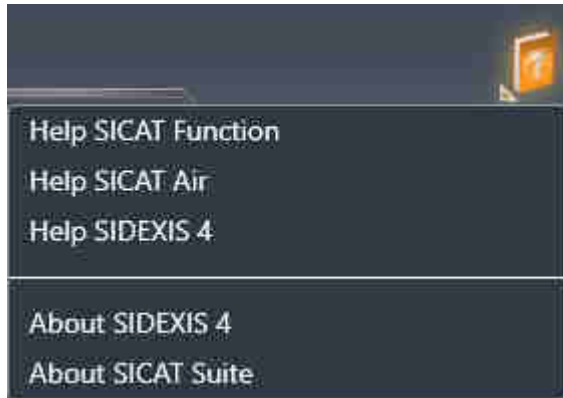 Help SICAT Function
Help SICAT Air
Help SIDEXIS 4
About SIDEXIS 4
About SICAT Suite